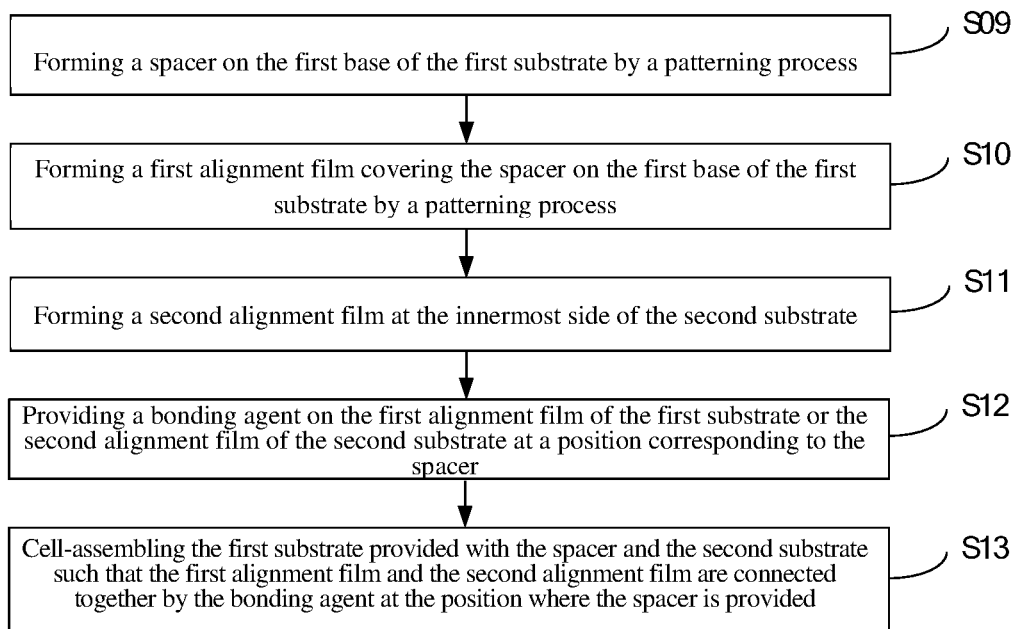 S09
Forming a spacer on the first base of the first substrate by a patterning process
S10
Forming a first alignment film covering the spacer on the first base of the first
substrate by a patterning process
S11
Forming a second alignment film at the innermost side of the second substrate
S12
Providing a bonding agent on the first alignment film of the first substrate or the
second alignment film of the second substrate at a position corresponding to the
spacer
S13
Cell-assembling the first substrate provided with the spacer and the second substrate
such that the first alignment film and the second alignment film are connected
together by the bonding agent at the position where the spacer is provided